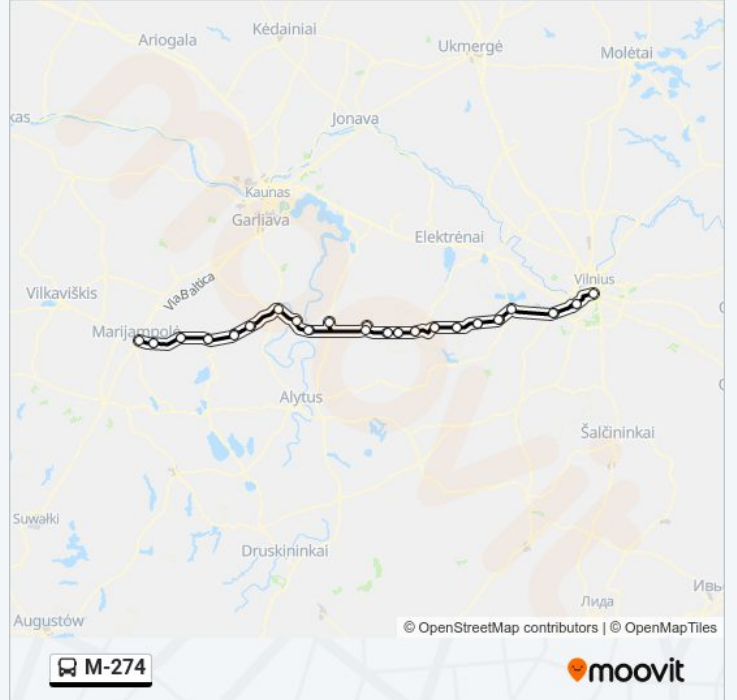 Ariogala
Kėdainiai
Ukmergė
Molėtai
kas
Jonava
Kaunas
Garliava
Elektrėnai
Via Baltica
Vilnius
Vilkaviškis
Marijampolė
Alytus
Šalčininkai
Suwałki
Druskininkai
Лида
Ивь
Augustów
© OpenStreetMap contributors | © OpenMapTiles
M-274
moovit
moovit